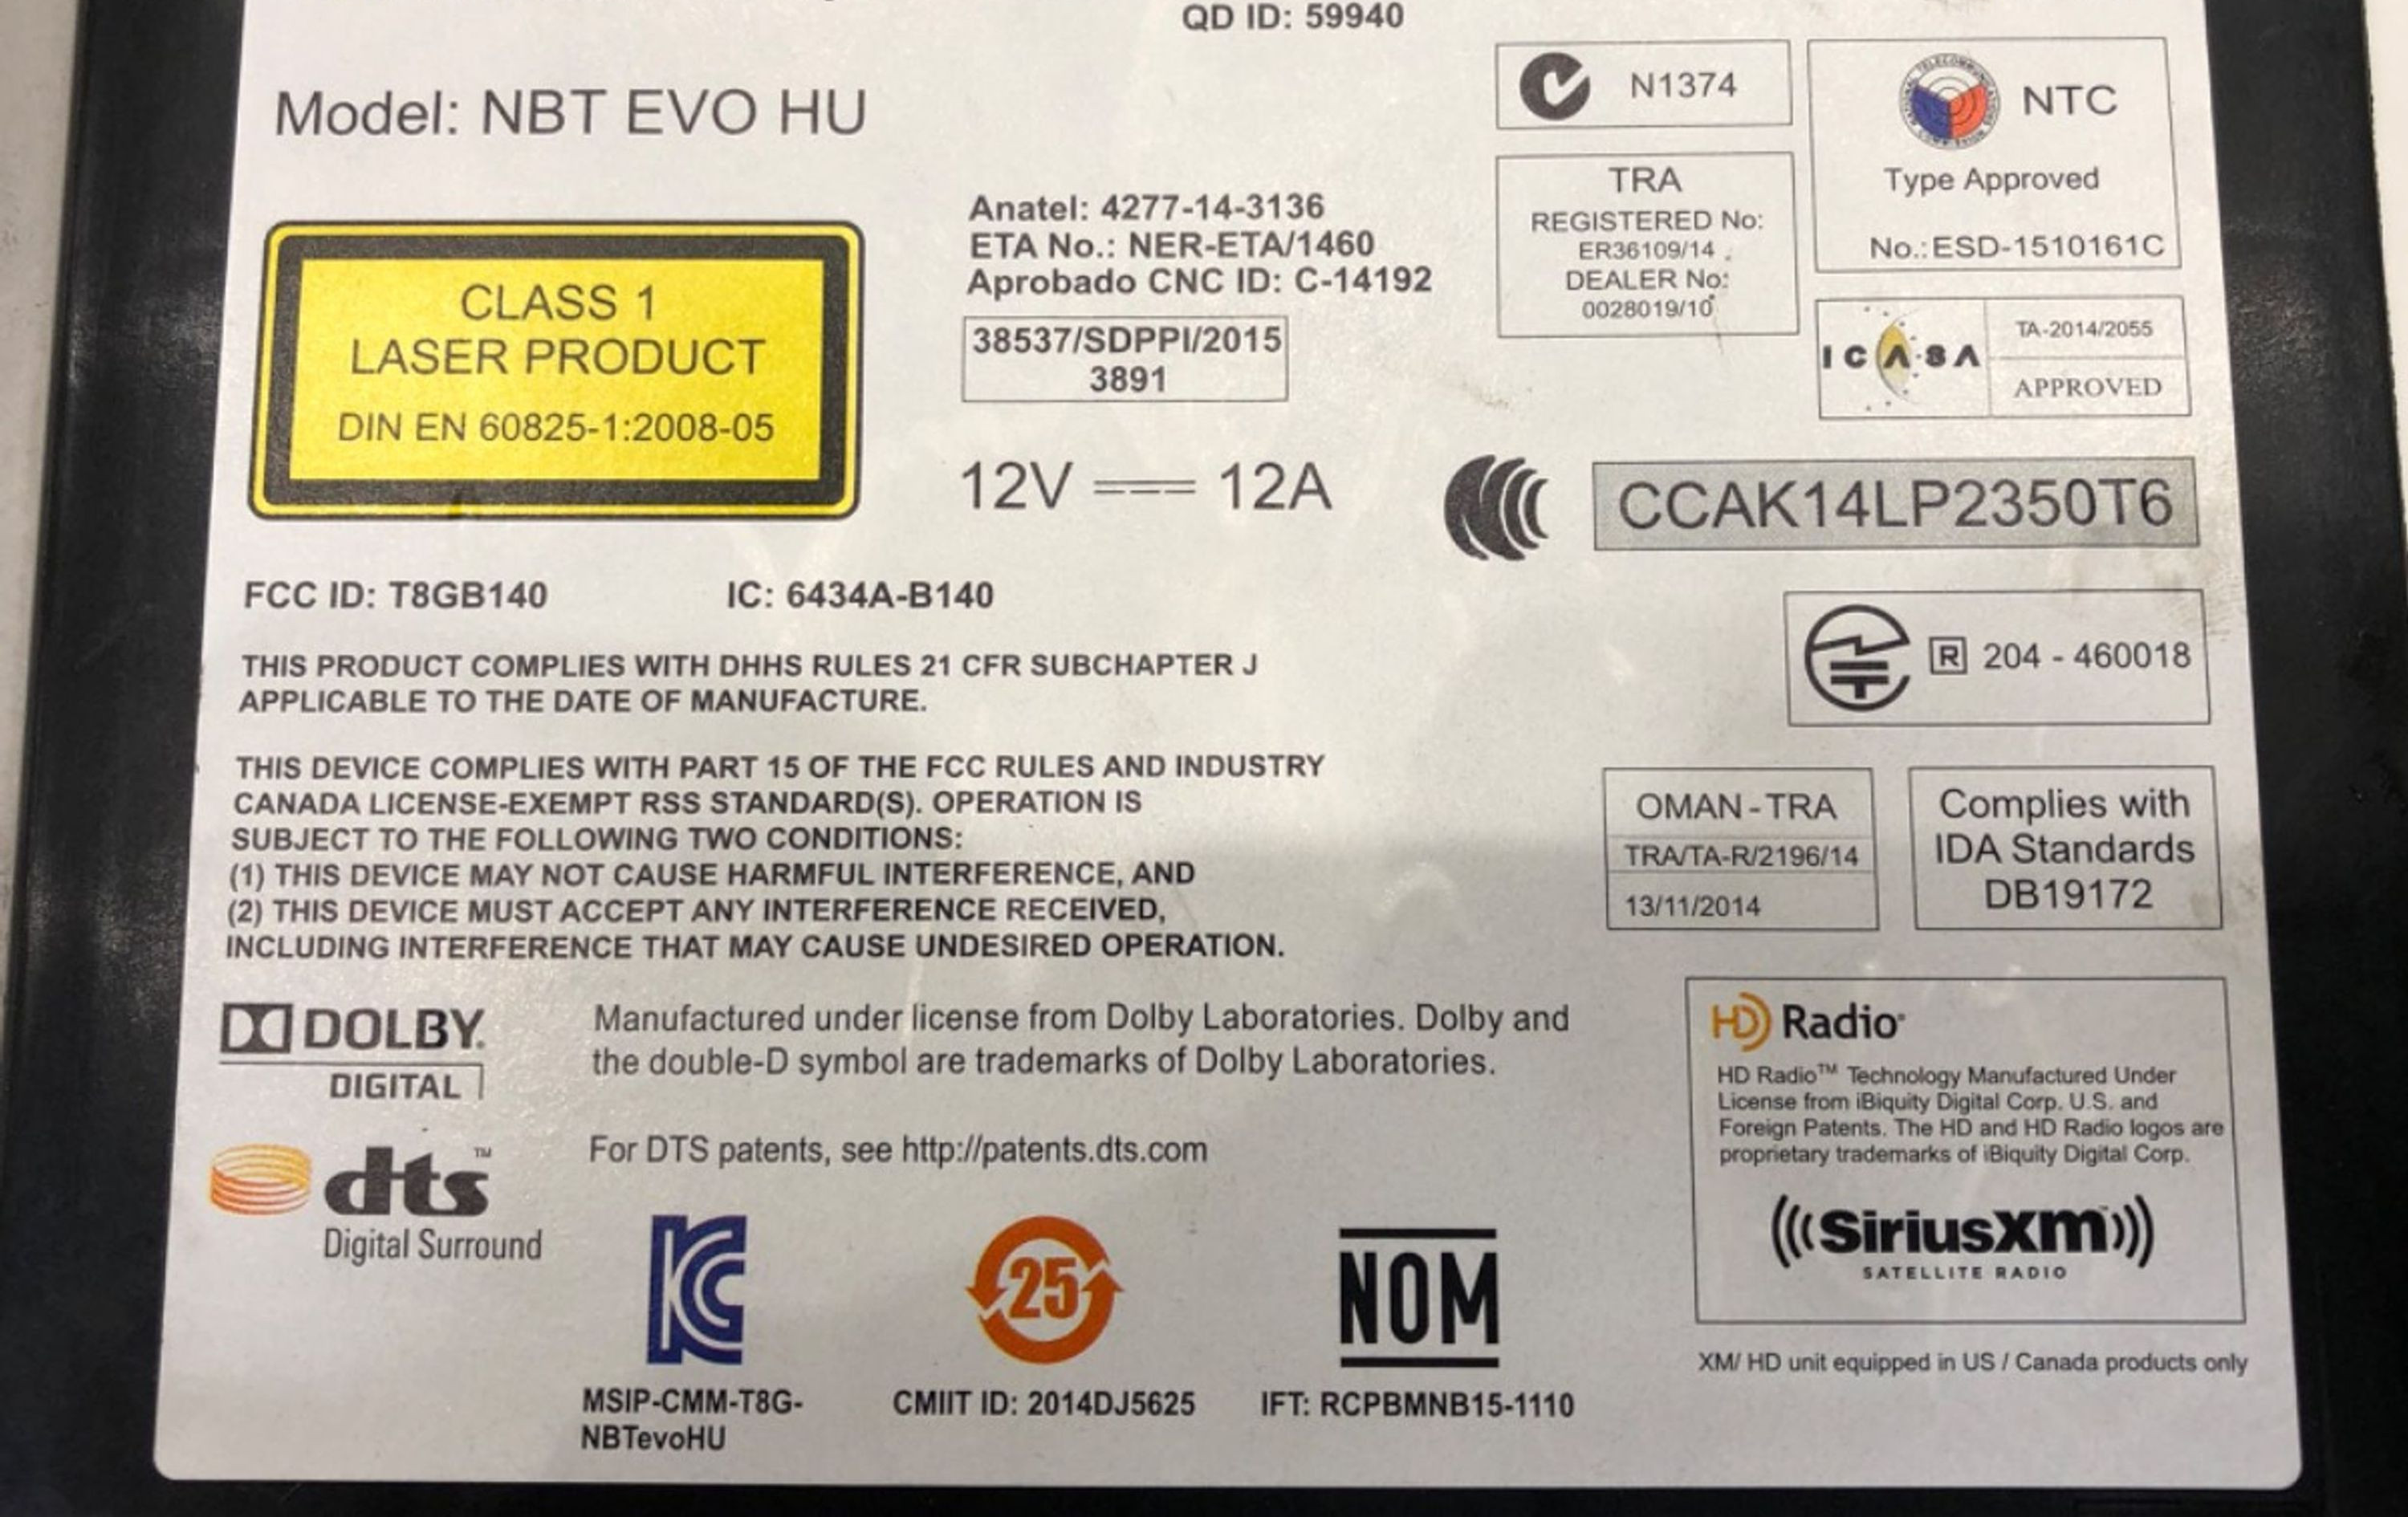 QD ID: 59940
Model: NBT EVO HU
N1374
NATIONAL TELECOMMUNICATIONS COMMISSION
NTC
Type Approved
No.: ESD-1510161C
TRA
REGISTERED No:
ER36109/14
DEALER No:
0028019/10
Anatel: 4277-14-3136
ETA No.: NER-ETA/1460
Aprobado CNC ID: C-14192
38537/SDPPI/2015
3891
CLASS 1
LASER PRODUCT
DIN EN 60825-1:2008-05
ICASA
TA-2014/2055
APPROVED
12V 12A
CCAK14LP2350T6
FCC ID: T8GB140 IC: 6434A-B140
R 204 - 460018
THIS PRODUCT COMPLIES WITH DHHS RULES 21 CFR SUBCHAPTER J
APPLICABLE TO THE DATE OF MANUFACTURE.
THIS DEVICE COMPLIES WITH PART 15 OF THE FCC RULES AND INDUSTRY
CANADA LICENSE-EXEMPT RSS STANDARD(S). OPERATION IS
SUBJECT TO THE FOLLOWING TWO CONDITIONS:
(1) THIS DEVICE MAY NOT CAUSE HARMFUL INTERFERENCE, AND
(2) THIS DEVICE MUST ACCEPT ANY INTERFERENCE RECEIVED,
INCLUDING INTERFERENCE THAT MAY CAUSE UNDESIRED OPERATION.
OMAN - TRA
TRA/TA-R/2196/14
13/11/2014
Complies with
IDA Standards
DB19172
DOLBY
DIGITAL
Manufactured under license from Dolby Laboratories. Dolby and
the double-D symbol are trademarks of Dolby Laboratories.
dts™
Digital Surround
For DTS patents, see http://patents.dts.com
HD Radio
HD Radio™ Technology Manufactured Under
License from iBiquity Digital Corp. U.S. and
Foreign Patents. The HD and HD Radio logos are
proprietary trademarks of iBiquity Digital Corp.
SiriusXM
SATELLITE RADIO
XM/ HD unit equipped in US / Canada products only
KC
MSIP-CMM-T8G-
NBTevoHU
25
CMIIT ID: 2014DJ5625
NOM
IFT: RCPBMNB15-1110